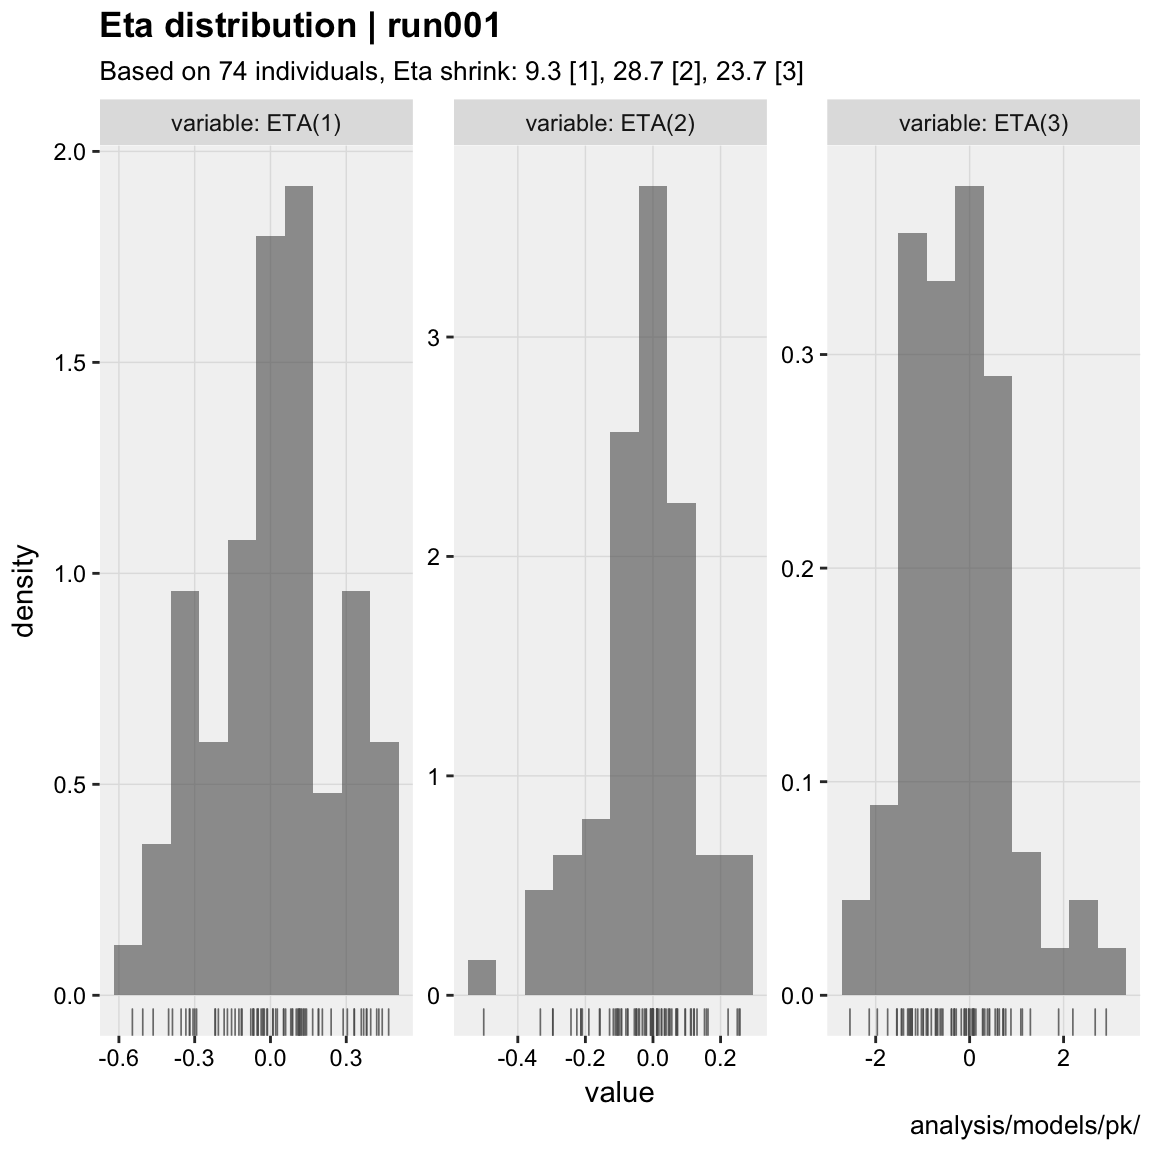 Eta distribution | run001
Based on 74 individuals, Eta shrink: 9.3 [1], 28.7 [2], 23.7 [3]
variable: ETA(1)
variable: ETA(2)
variable: ETA(3)
density
2.0
1.5
1.0
0.5
0.0
3
2
1
0
0.3
0.2
0.1
0.0
-0.6 -0.3 0.0 0.3
-0.4 -0.2 0.0 0.2
-2 0 2
value
analysis/models/pk/